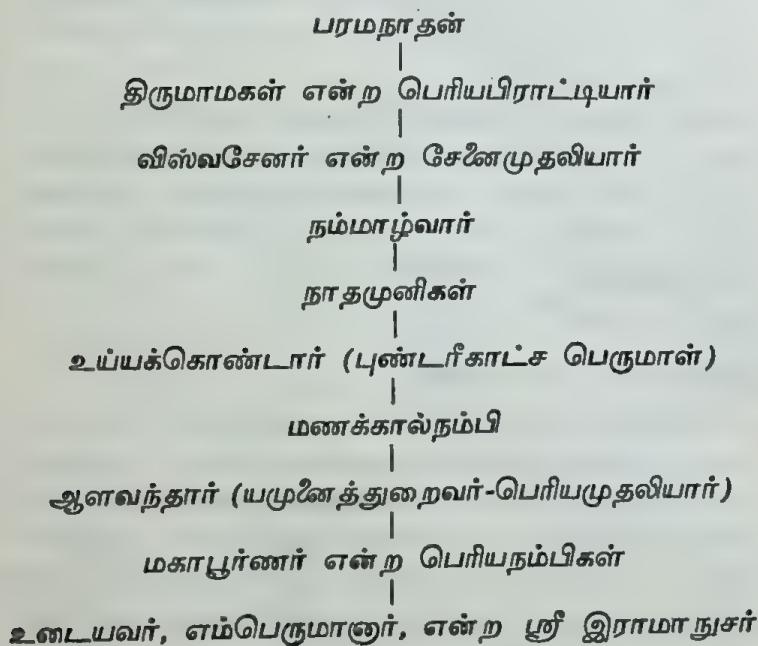 பரமநாதன்
திருமாமகள் என்ற பெரியபிராட்டியார்
விஸ்வசேனர் என்ற சேனைமுதலியார்
நம்மாழ்வார்
நாதமுனிகள்
உய்யக்கொண்டார் (புண்டரீகாட்ச பெருமாள்)
மணக்கால்நம்பி
ஆளவந்தார் (யமுனைத்துறைவர்-பெரியமுதலியார்)
மகாபூர்ணர் என்ற பெரியநம்பிகள்
உடையவர், எம்பெருமானார், என்ற ஸ்ரீ இராமாநுசர்